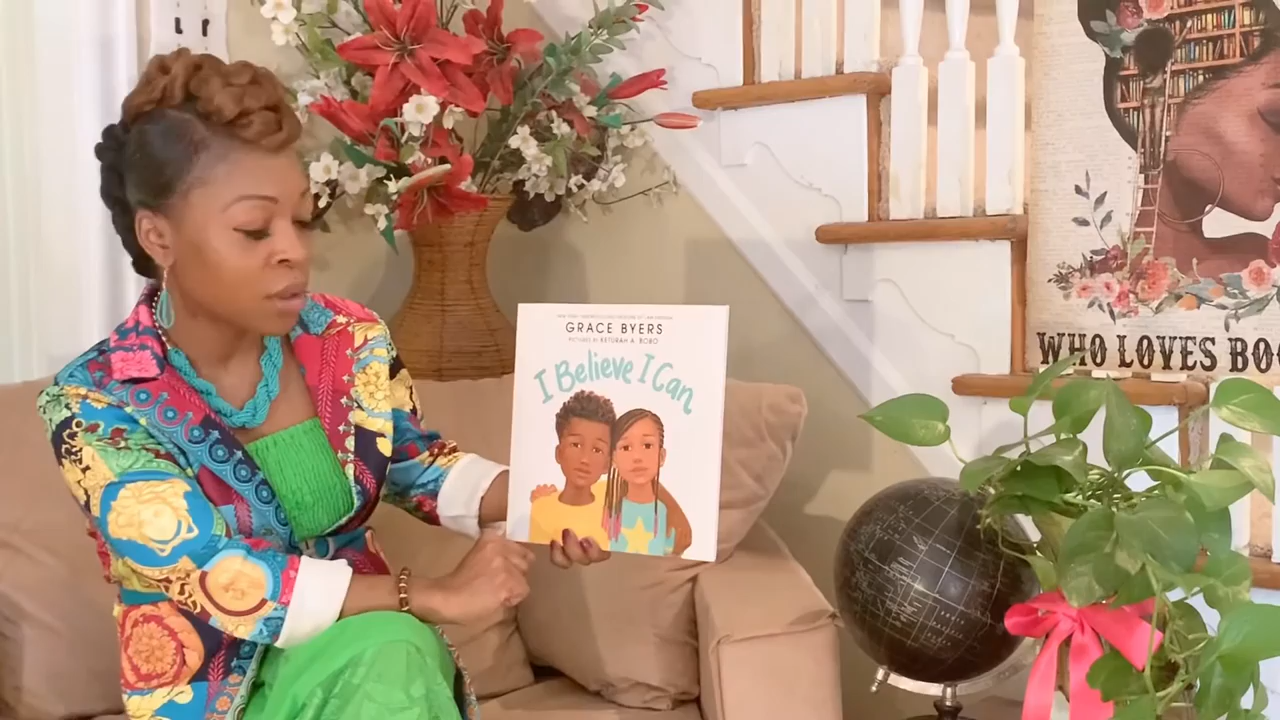 GRACE BYERS
PICTURES BY KETURAH A. BOBO
I Believe I Can
WHO LOVES BOO